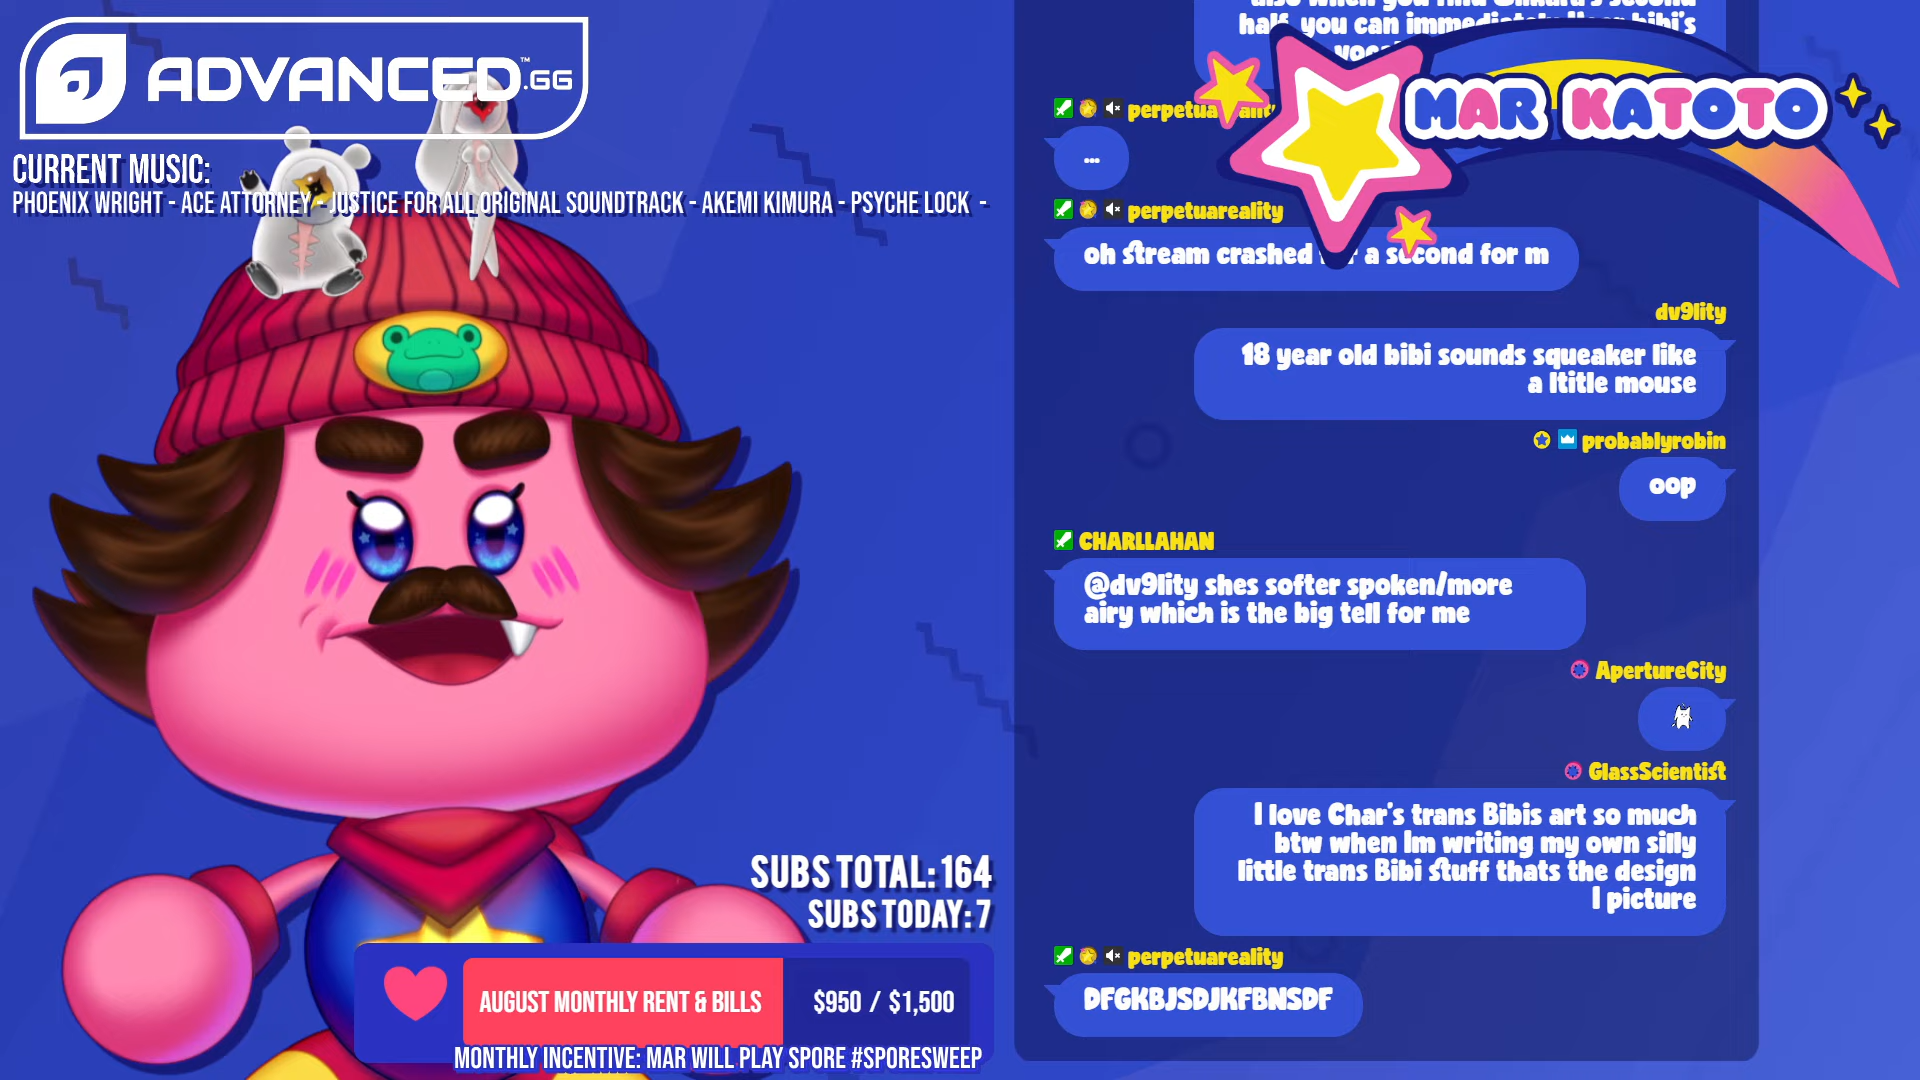 ADVANCED™.GG
CURRENT MUSIC:
PHOENIX WRIGHT - ACE ATTORNEY - JUSTICE FOR ALL ORIGINAL SOUNDTRACK - AKEMI KIMURA - PSYCHE LOCK -
SUBS TOTAL: 164
SUBS TODAY: 7
AUGUST MONTHLY RENT & BILLS
$950 / $1,500
MONTHLY INCENTIVE: MAR WILL PLAY SPORE #SPORESWEEP
MAR KATOTO
half, you can immediately hear bibi's
...
perpetuareality
oh stream crashed for a second for m
dv9lity
18 year old bibi sounds squeaker like
a ltitle mouse
probablyrobin
oop
CHARLLAHAN
@dv9lity shes softer spoken/more
airy which is the big tell for me
ApertureCity
GlassScientist
I love Char's trans Bibis art so much
btw when Im writing my own silly
little trans Bibi stuff thats the design
I picture
perpetuareality
DFGKBJSDJKFBNSDF